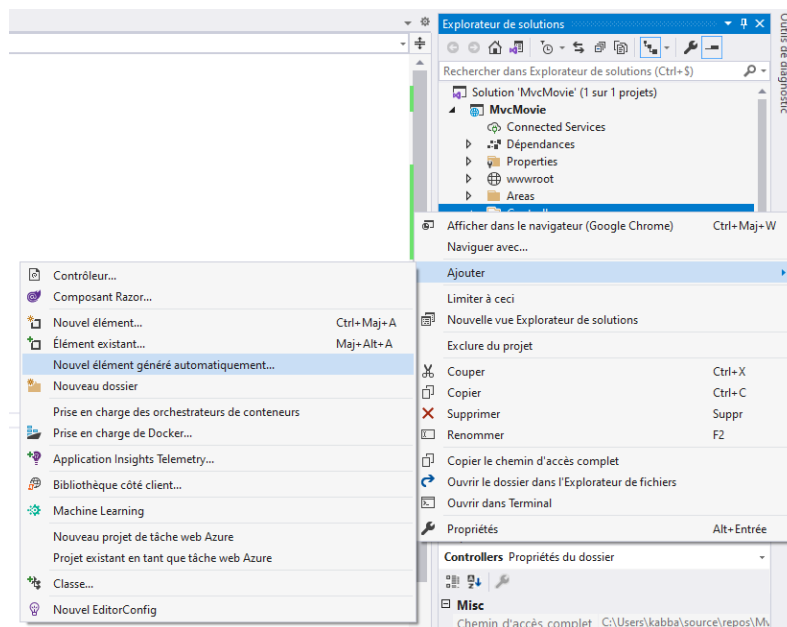 Explorateur de solutions
Rechercher dans Explorateur de solutions (Ctrl+$)
Solution 'MvcMovie' (1 sur 1 projets)
MvcMovie
Connected Services
Dépendances
Properties
wwwroot
Areas
Outils de diagnostic
Afficher dans le navigateur (Google Chrome) Ctrl+Maj+W
Naviguer avec...
Ajouter
Limiter à ceci
Nouvelle vue Explorateur de solutions
Exclure du projet
Couper Ctrl+X
Copier Ctrl+C
Supprimer Suppr
Renommer F2
Copier le chemin d'accès complet
Ouvrir le dossier dans l'Explorateur de fichiers
Ouvrir dans Terminal
Propriétés Alt+Entrée
Contrôleur...
Composant Razor...
Nouvel élément... Ctrl+Maj+A
Élément existant... Maj+Alt+A
Nouvel élément généré automatiquement...
Nouveau dossier
Prise en charge des orchestrateurs de conteneurs
Prise en charge de Docker...
Application Insights Telemetry...
Bibliothèque côté client...
Machine Learning
Nouveau projet de tâche web Azure
Projet existant en tant que tâche web Azure
Classe...
Nouvel EditorConfig
Controllers Propriétés du dossier
Misc
Chemin d'accès complet C:\Users\kabba\source\repos\M